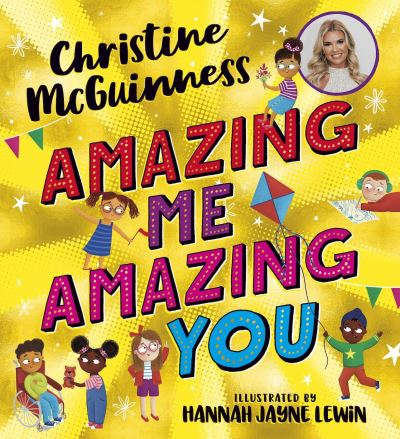 Christine
McGuinness
AMAZING
ME
AMAZING
YOU
ILLUSTRATED BY
HANNAH JAYNE LEWIN